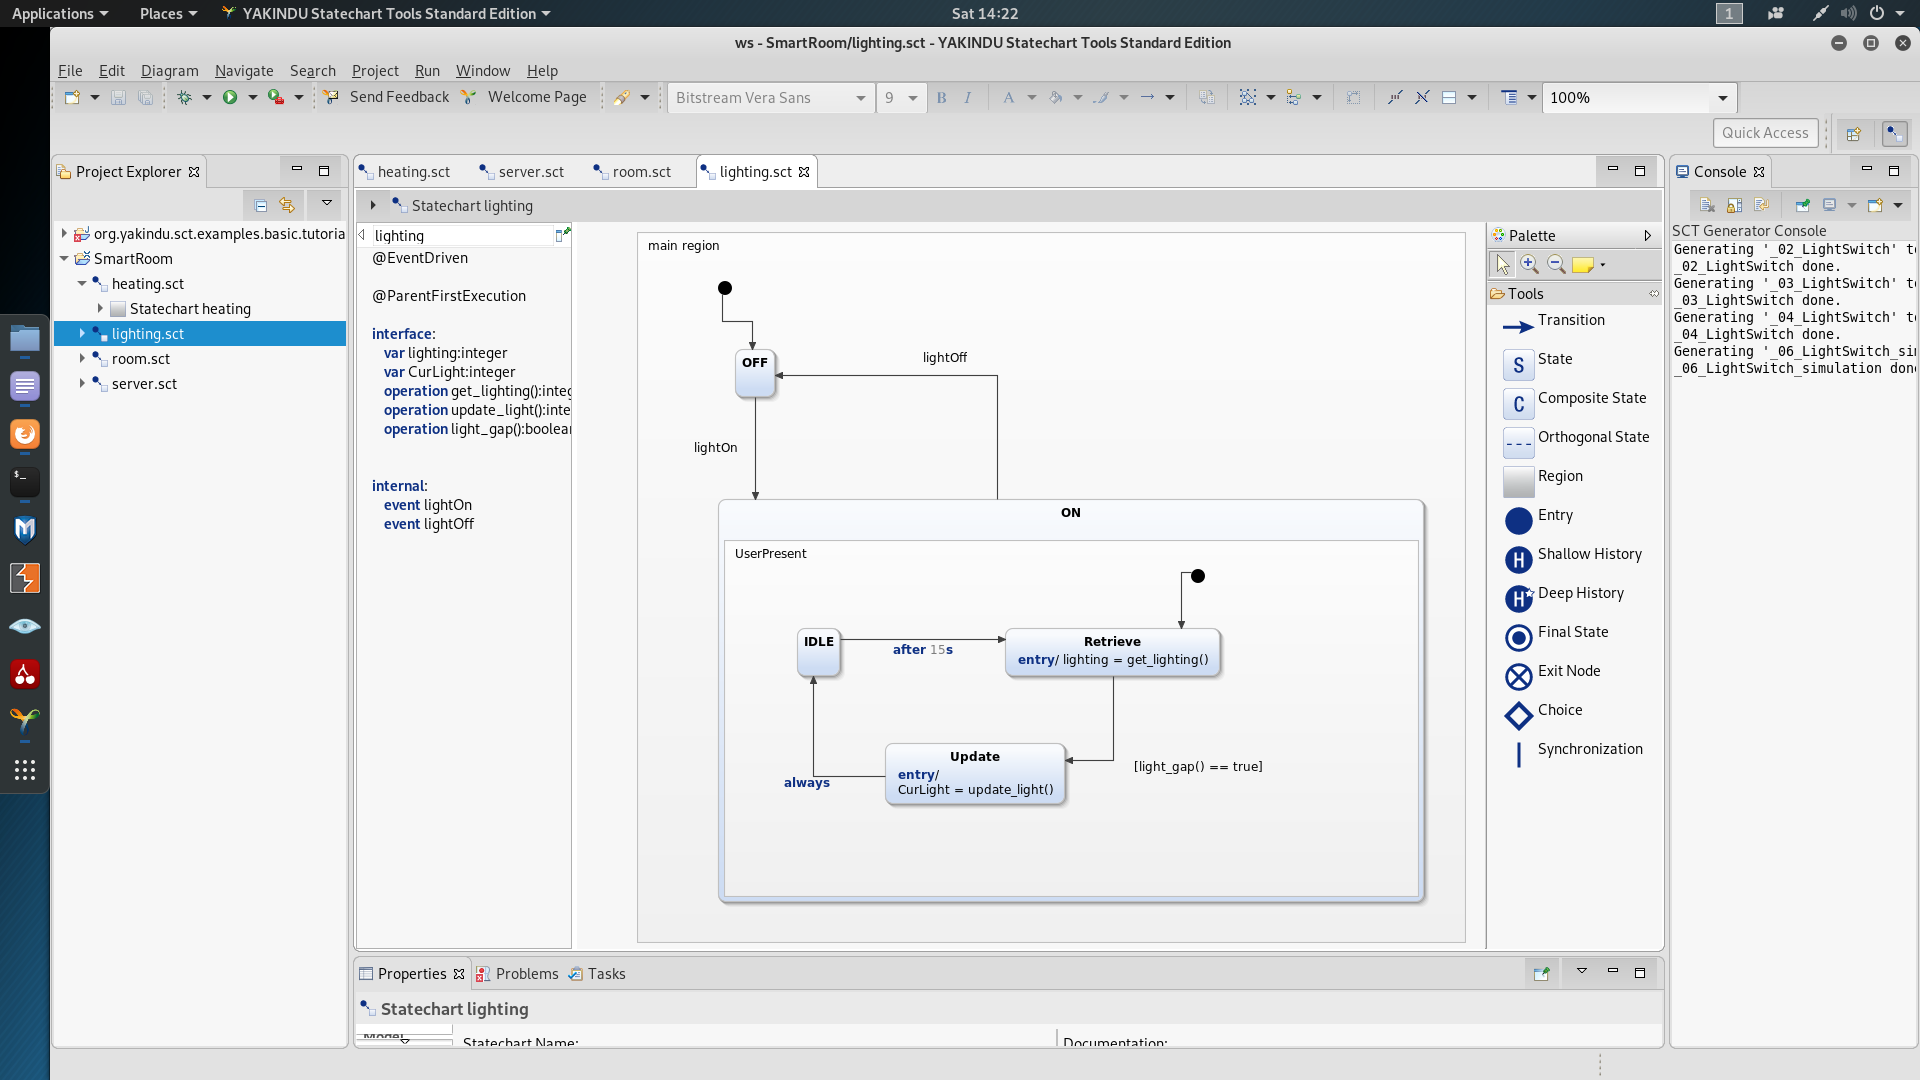 Applications
Places
YAKINDU Statechart Tools Standard Edition
Sat 14:22
1
ws - SmartRoom/lighting.sct - YAKINDU Statechart Tools Standard Edition
File Edit Diagram Navigate Search Project Run Window Help
Send Feedback
Welcome Page
Bitstream Vera Sans
9
B I A
100%
Quick Access
Project Explorer
org.yakindu.sct.examples.basic.tutoria
SmartRoom
heating.sct
Statechart heating
lighting.sct
room.sct
server.sct
heating.sct
server.sct
room.sct
lighting.sct
Statechart lighting
lighting
@EventDriven
@ParentFirstExecution
interface:
var lighting:integer
var CurLight:integer
operation get_lighting():integ
operation update_light():inte
operation light_gap():boolean
internal:
event lightOn
event lightOff
main region
OFF
lightOff
lightOn
ON
UserPresent
IDLE
after 15s
Retrieve
entry/ lighting = get_lighting()
Update
entry/
CurLight = update_light()
always
[light_gap() == true]
Palette
Tools
Transition
S State
C Composite State
Orthogonal State
Region
Entry
H Shallow History
H Deep History
Final State
Exit Node
Choice
Synchronization
Console
SCT Generator Console
Generating '_02_LightSwitch' to
_02_LightSwitch done.
Generating '_03_LightSwitch' to
_03_LightSwitch done.
Generating '_04_LightSwitch' to
_04_LightSwitch done.
Generating '_06_LightSwitch_sim
_06_LightSwitch_simulation done
Properties
Problems
Tasks
Statechart lighting
Model
Statechart Name:
Documentation: